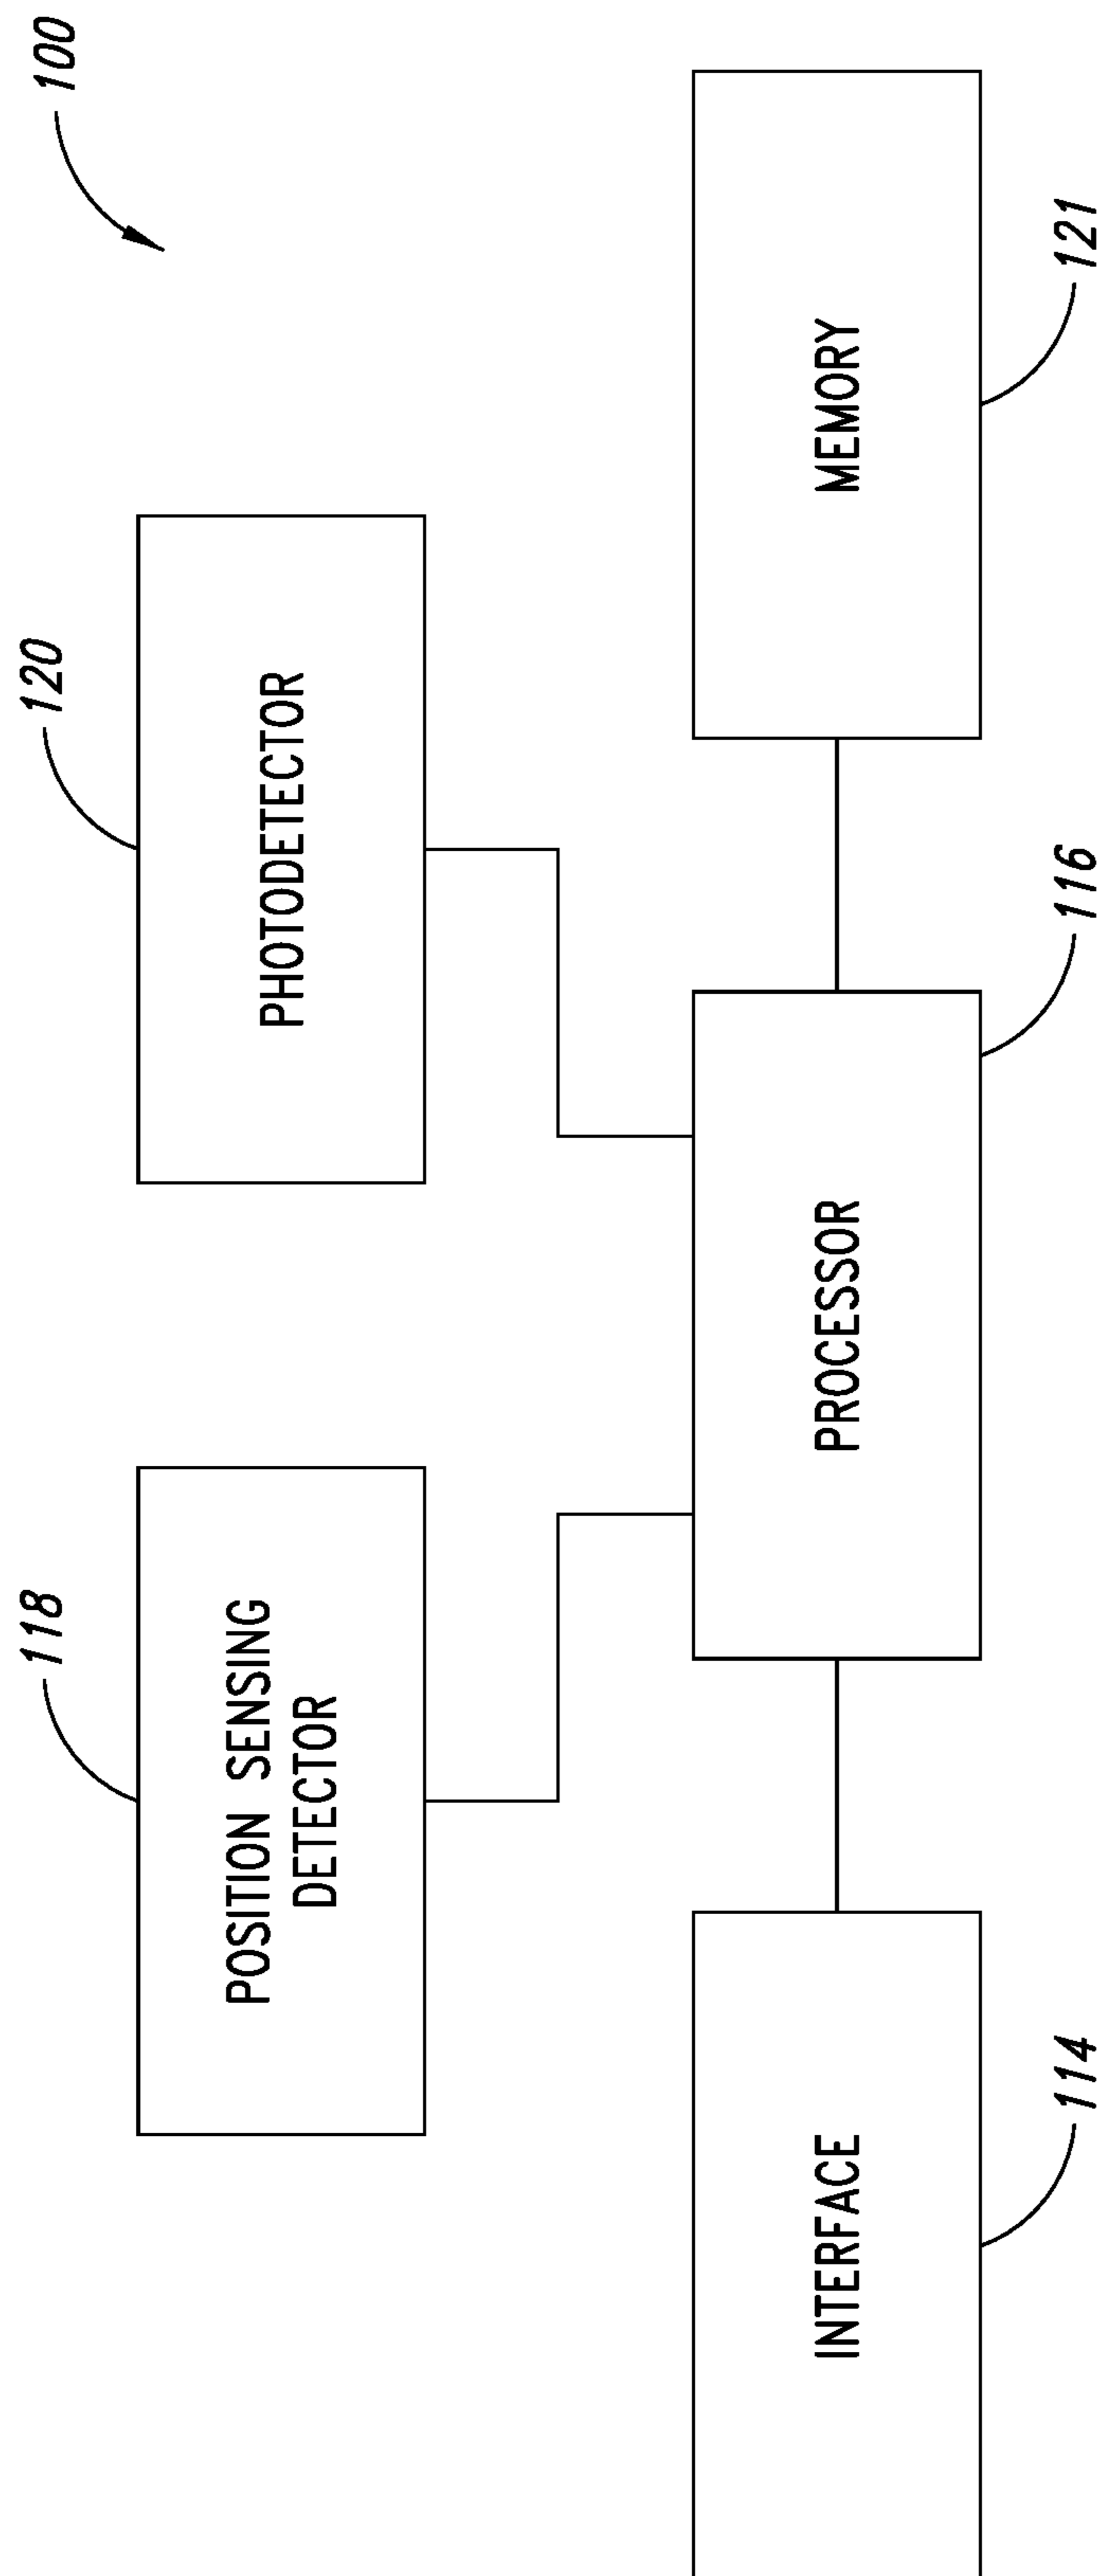 100
118
120
POSITION SENSING
DETECTOR
PHOTODETECTOR
INTERFACE
PROCESSOR
MEMORY
114
116
121